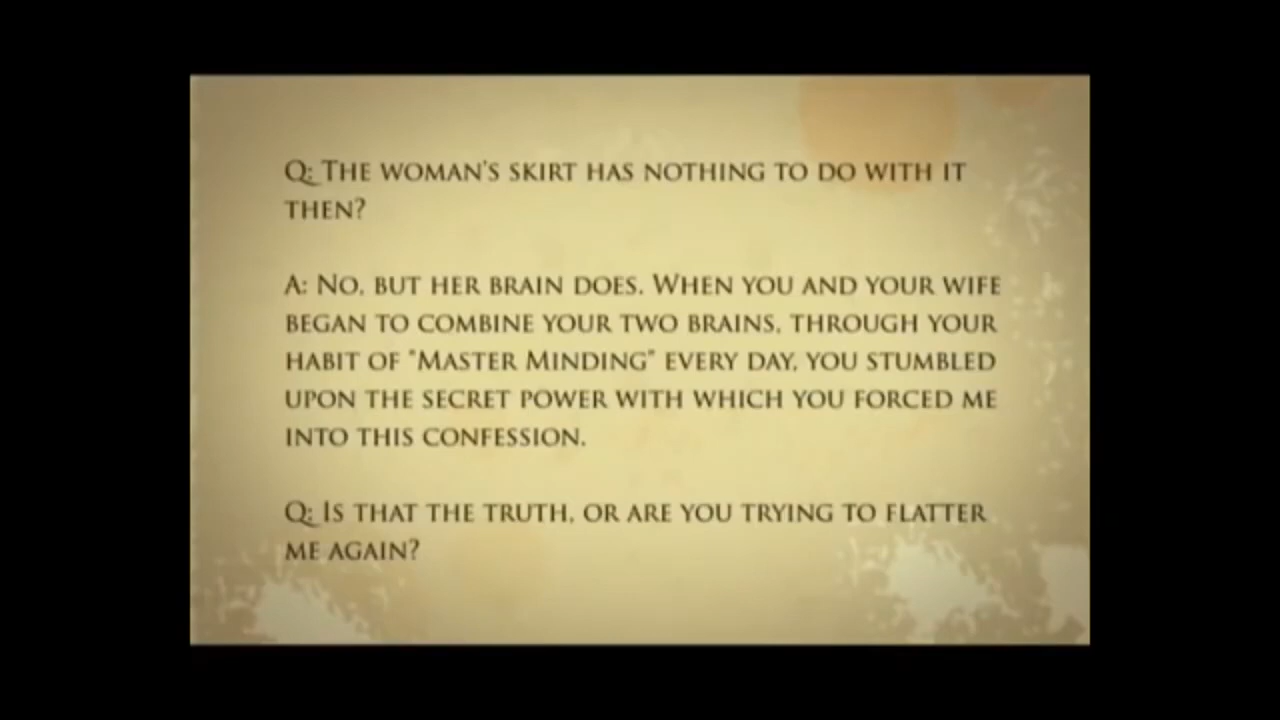 Q: The woman's skirt has nothing to do with it
then?
A: No, but her brain does. When you and your wife
began to combine your two brains, through your
habit of "Master Minding" every day, you stumbled
upon the secret power with which you forced me
into this confession.
Q: Is that the truth, or are you trying to flatter
me again?